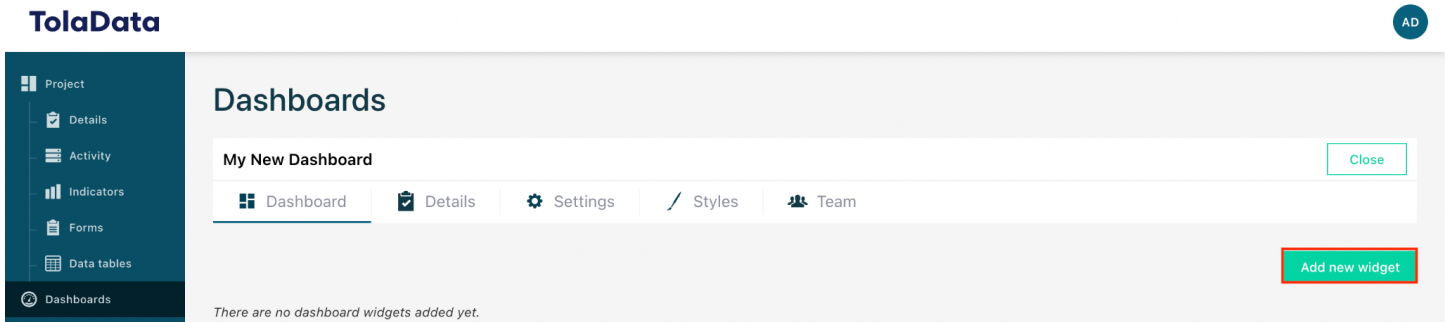 TolaData
AD
Project
Details
Activity
Indicators
Forms
Data tables
Dashboards
Dashboards
My New Dashboard
Close
Dashboard Details Settings Styles Team
Add new widget
There are no dashboard widgets added yet.